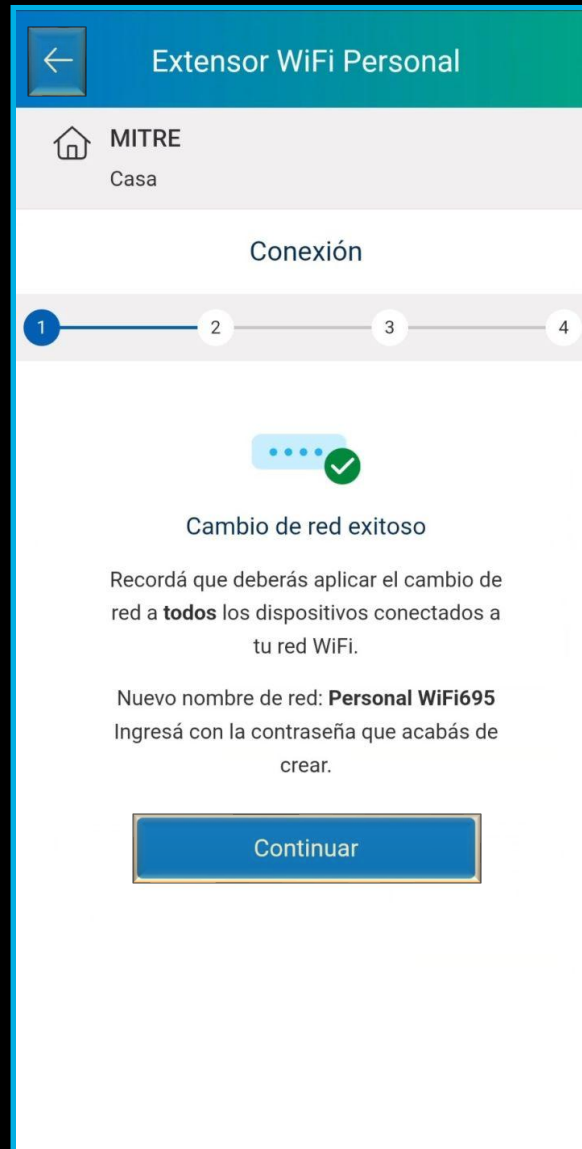 Extensor WiFi Personal
MITRE
Casa
Conexión
1 2 3 4
Cambio de red exitoso
Recordá que deberás aplicar el cambio de
red a todos los dispositivos conectados a
tu red WiFi.
Nuevo nombre de red: Personal WiFi695
Ingresá con la contraseña que acabás de
crear.
Continuar